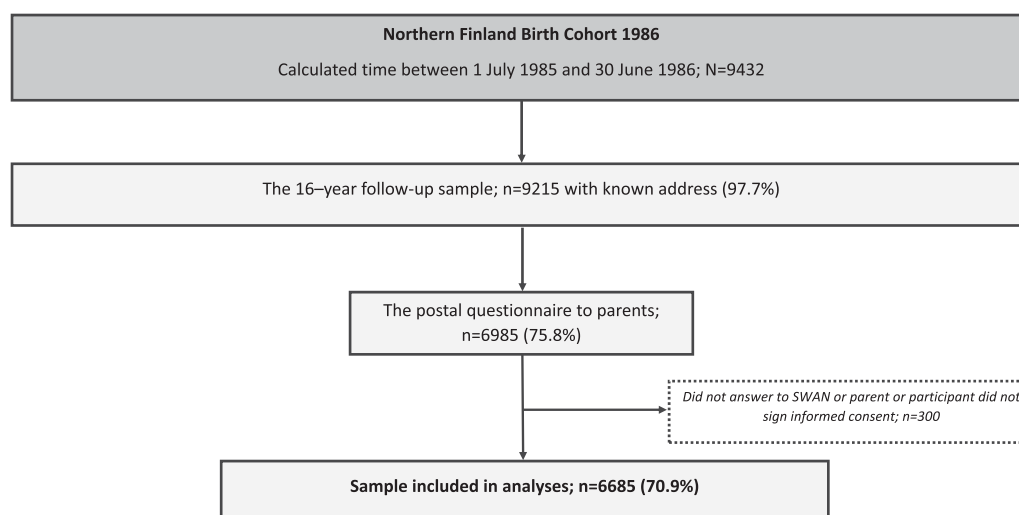 Northern Finland Birth Cohort 1986
Calculated time between 1 July 1985 and 30 June 1986; N=9432
The 16–year follow-up sample; n=9215 with known address (97.7%)
The postal questionnaire to parents;
n=6985 (75.8%)
Did not answer to SWAN or parent or participant did not
sign informed consent; n=300
Sample included in analyses; n=6685 (70.9%)